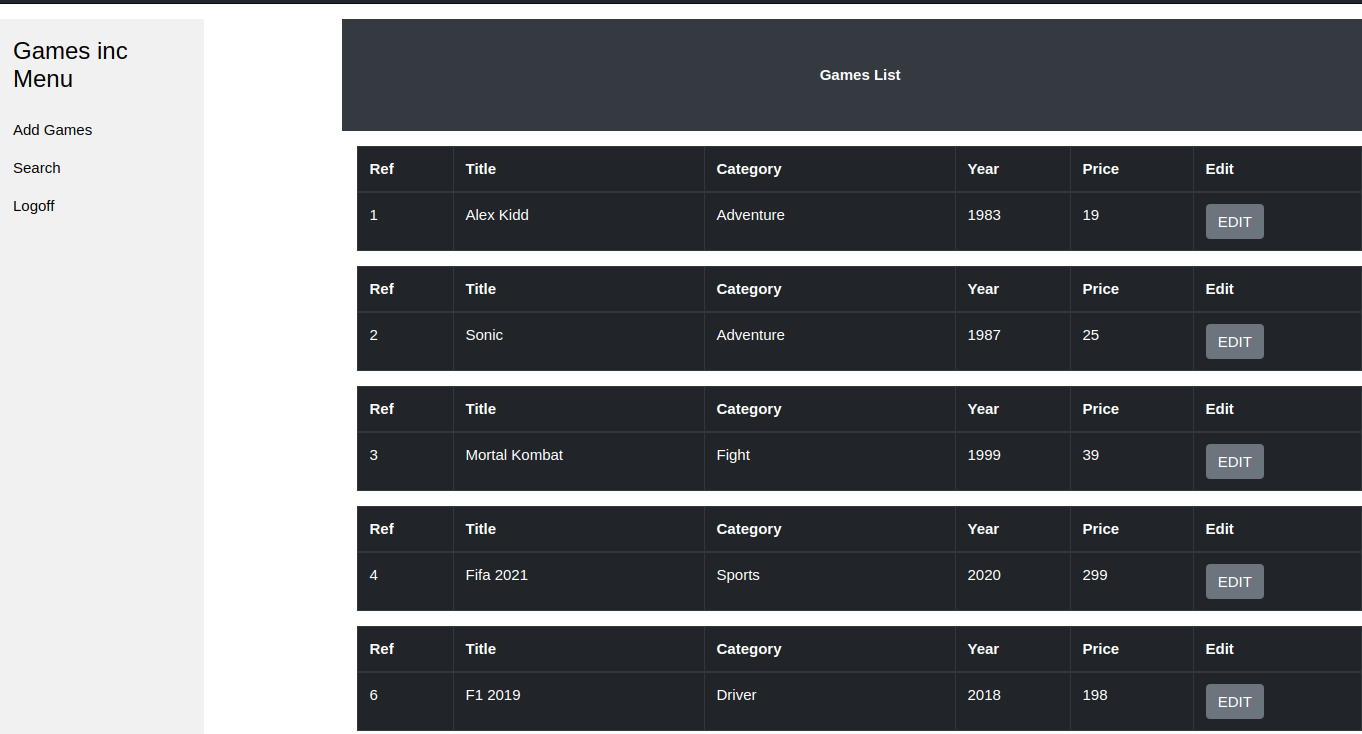 Games inc
Menu
Add Games
Search
Logoff
Games List
Ref Title Category Year Price Edit
1 Alex Kidd Adventure 1983 19 EDIT
Ref Title Category Year Price Edit
2 Sonic Adventure 1987 25 EDIT
Ref Title Category Year Price Edit
3 Mortal Kombat Fight 1999 39 EDIT
Ref Title Category Year Price Edit
4 Fifa 2021 Sports 2020 299 EDIT
Ref Title Category Year Price Edit
6 F1 2019 Driver 2018 198 EDIT